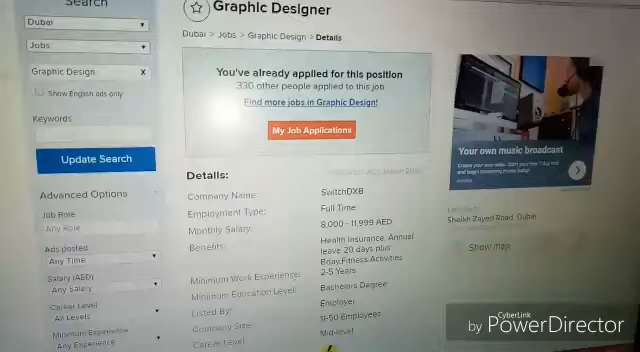 Search
Dubai
Jobs
Graphic Design x
Show English ads only
Keywords
Update Search
Advanced Options
Job Role
Any Role
Ads posted
Any Time
Salary (AED)
Any Salary
Career Level
All Levels
Minimum Experience
Any Experience
Graphic Designer
Dubai > Jobs > Graphic Design > Details
You've already applied for this position
330 other people applied to this job
Find more jobs in Graphic Design!
My Job Applications
Details:
Company Name: SwitchDXB
Employment Type: Full Time
Monthly Salary: 8,000 - 11,999 AED
Benefits: Health Insurance, Annual
leave 20 days plus
Bday,Fitness Activities
Minimum Work Experience: 2-5 Years
Minimum Education Level: Bachelors Degree
Listed By: Employer
Company Size: 11-50 Employees
Career Level: Mid-level
Your own music broadcast
Sheikh Zayed Road, Dubai
Show map
by CyberLink
PowerDirector